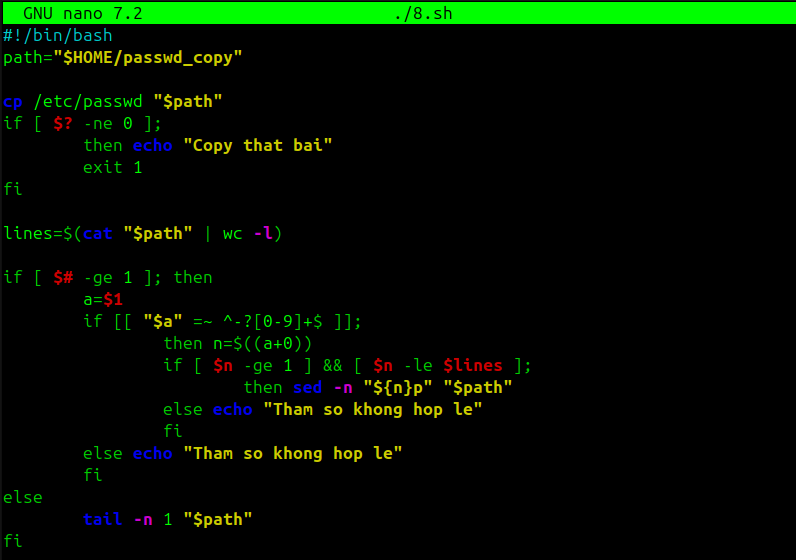 GNU nano 7.2 ./8.sh
#!/bin/bash
path="$HOME/passwd_copy"
cp /etc/passwd "$path"
if [ $? -ne 0 ];
then echo "Copy that bai"
exit 1
fi
lines=$(cat "$path" | wc -l)
if [ $# -ge 1 ]; then
a=$1
if [[ "$a" =~ ^-?[0-9]+$ ]];
then n=$((a+0))
if [ $n -ge 1 ] && [ $n -le $lines ];
then sed -n "${n}p" "$path"
else echo "Tham so khong hop le"
fi
else echo "Tham so khong hop le"
fi
else
tail -n 1 "$path"
fi